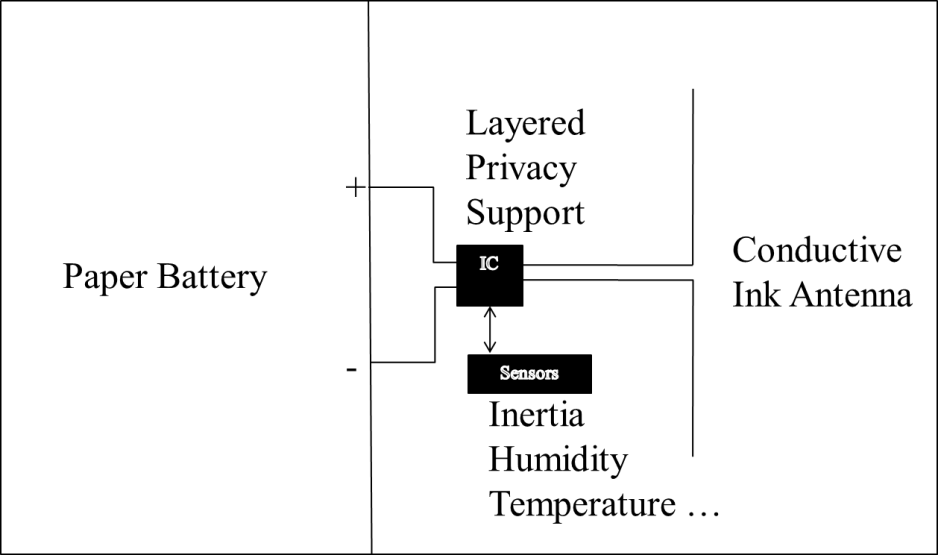 Layered
Privacy
Support
+
IC
Paper Battery
Conductive
Ink Antenna
-
Sensors
Inertia
Humidity
Temperature …